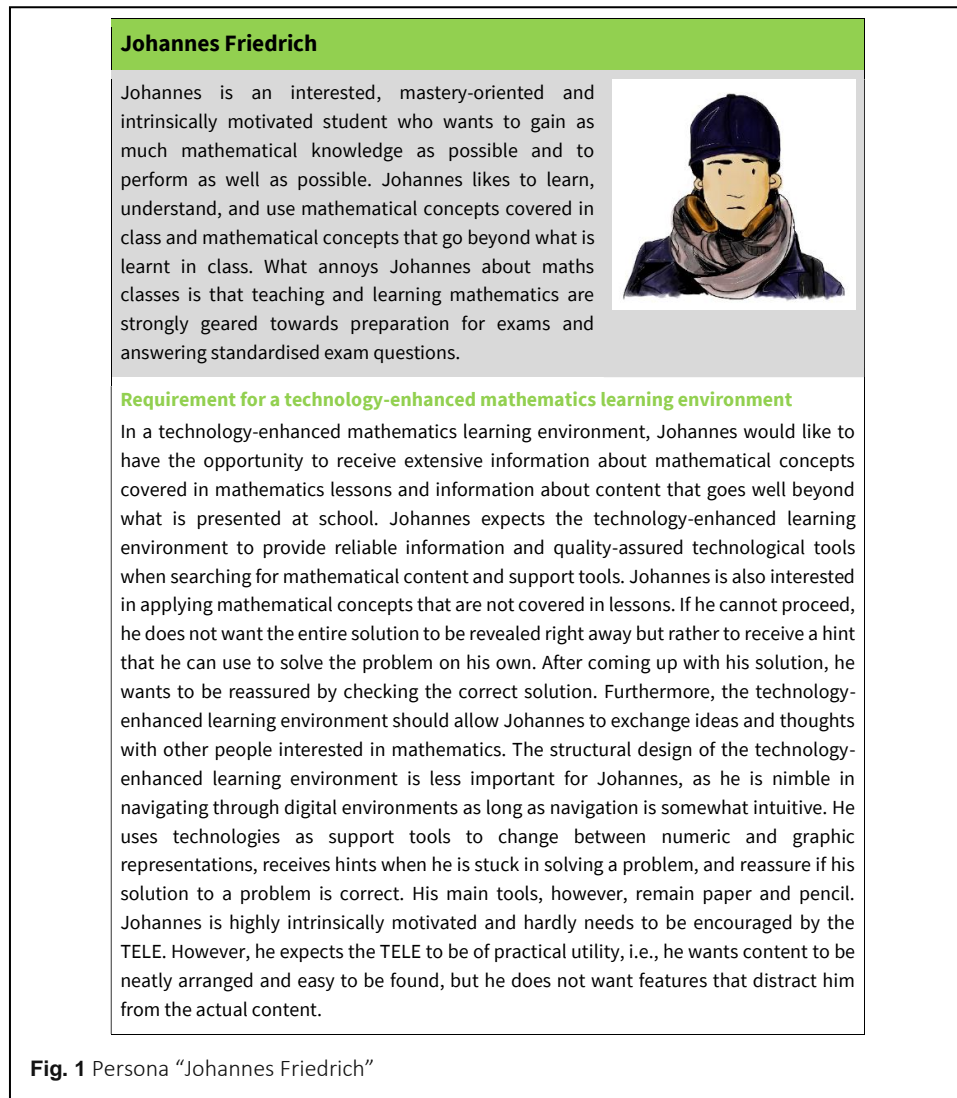 Johannes Friedrich
Johannes is an interested, mastery-oriented and
intrinsically motivated student who wants to gain as
much mathematical knowledge as possible and to
perform as well as possible. Johannes likes to learn,
understand, and use mathematical concepts covered in
class and mathematical concepts that go beyond what is
learnt in class. What annoys Johannes about maths
classes is that teaching and learning mathematics are
strongly geared towards preparation for exams and
answering standardised exam questions.
Requirement for a technology-enhanced mathematics learning environment
In a technology-enhanced mathematics learning environment, Johannes would like to
have the opportunity to receive extensive information about mathematical concepts
covered in mathematics lessons and information about content that goes well beyond
what is presented at school. Johannes expects the technology-enhanced learning
environment to provide reliable information and quality-assured technological tools
when searching for mathematical content and support tools. Johannes is also interested
in applying mathematical concepts that are not covered in lessons. If he cannot proceed,
he does not want the entire solution to be revealed right away but rather to receive a hint
that he can use to solve the problem on his own. After coming up with his solution, he
wants to be reassured by checking the correct solution. Furthermore, the technology-
enhanced learning environment should allow Johannes to exchange ideas and thoughts
with other people interested in mathematics. The structural design of the technology-
enhanced learning environment is less important for Johannes, as he is nimble in
navigating through digital environments as long as navigation is somewhat intuitive. He
uses technologies as support tools to change between numeric and graphic
representations, receives hints when he is stuck in solving a problem, and reassure if his
solution to a problem is correct. His main tools, however, remain paper and pencil.
Johannes is highly intrinsically motivated and hardly needs to be encouraged by the
TELE. However, he expects the TELE to be of practical utility, i.e., he wants content to be
neatly arranged and easy to be found, but he does not want features that distract him
from the actual content.
Fig. 1 Persona “Johannes Friedrich”